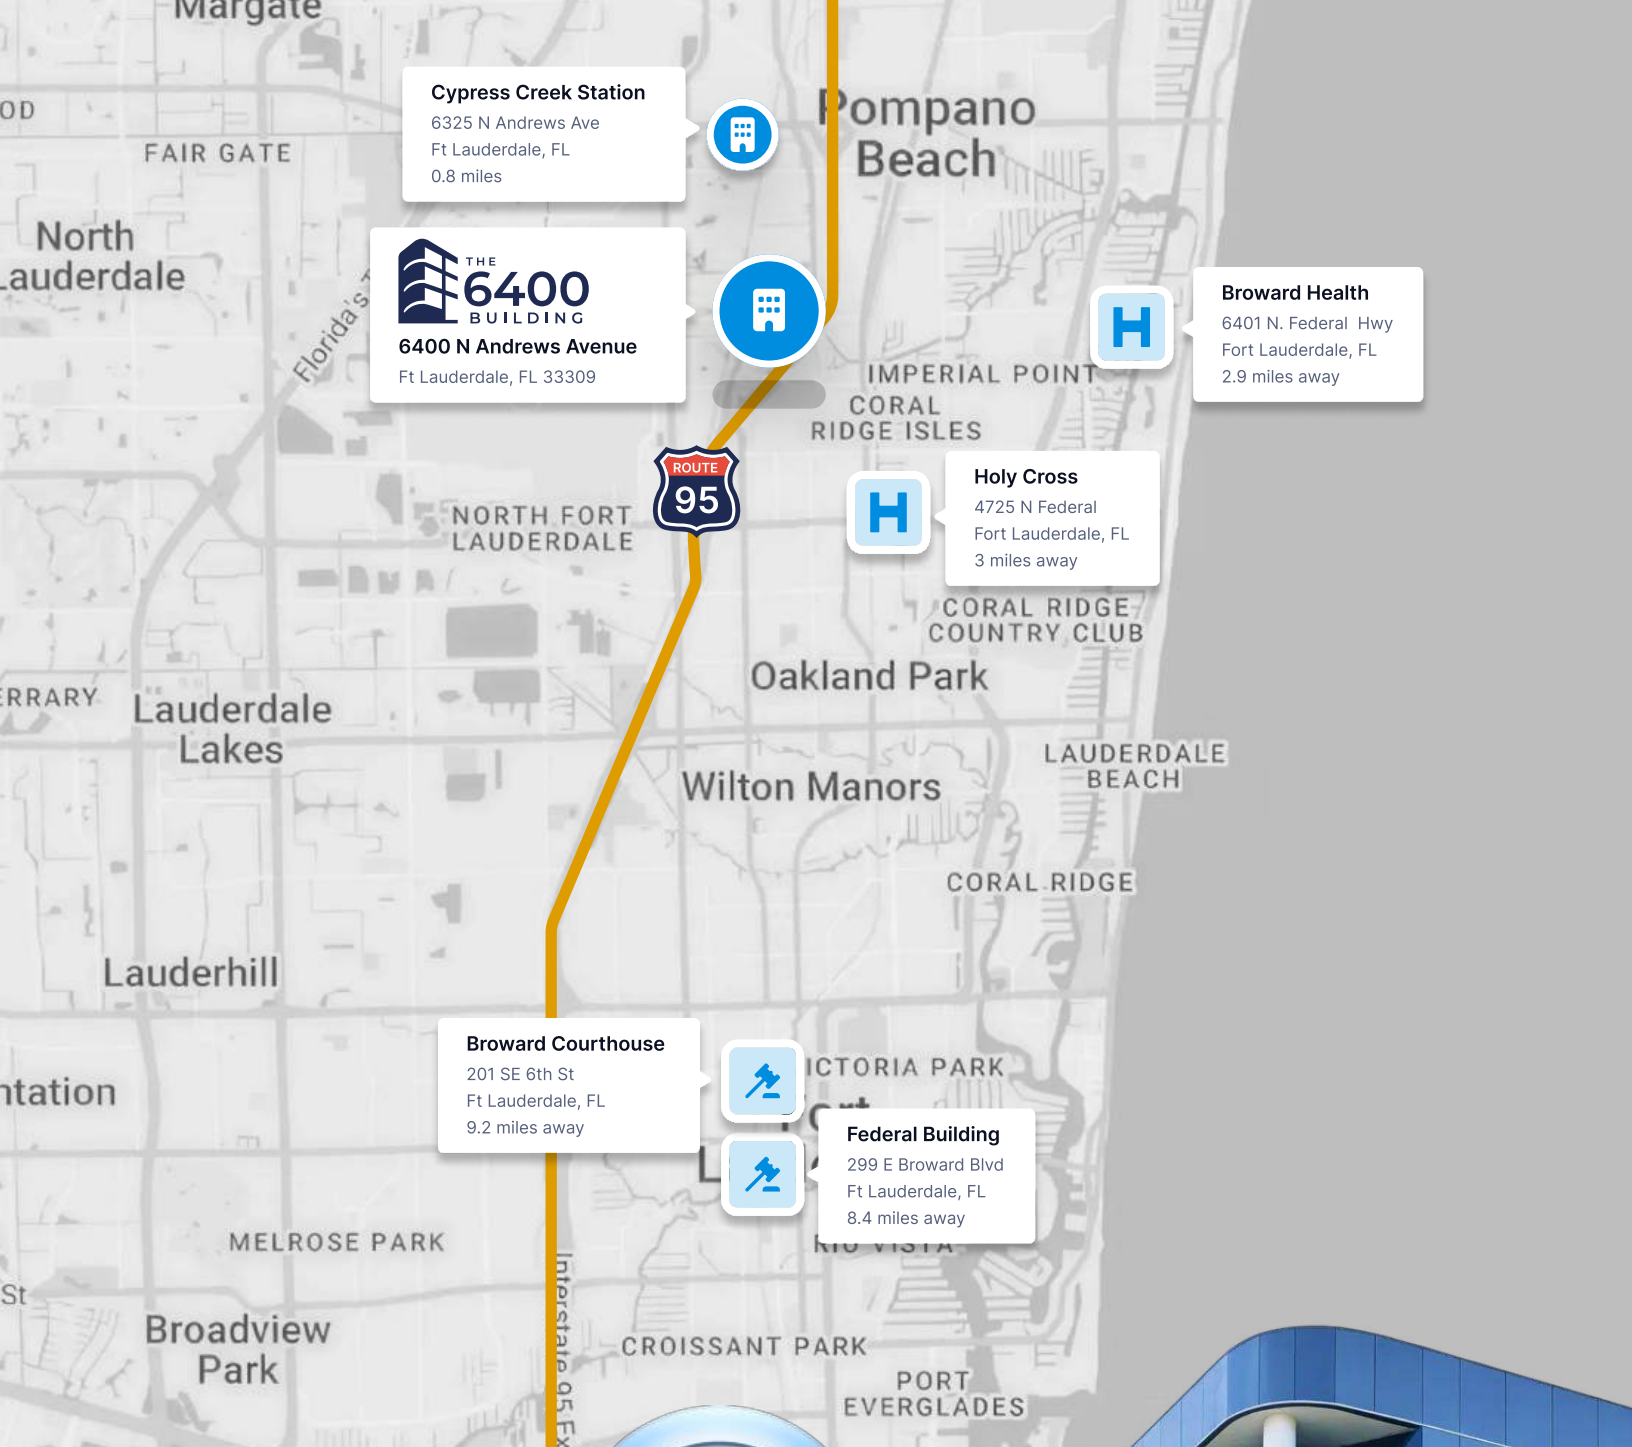 Margate
Cypress Creek Station
6325 N Andrews Ave
Ft Lauderdale, FL
0.8 miles
Pompano
Beach
OD
FAIR GATE
North
Lauderdale
THE
6400
BUILDING
6400 N Andrews Avenue
Ft Lauderdale, FL 33309
Florida's T
H
Broward Health
6401 N. Federal  Hwy
Fort Lauderdale, FL
2.9 miles away
IMPERIAL POINT
CORAL
RIDGE ISLES
ROUTE
95
H
Holy Cross
4725 N Federal
Fort Lauderdale, FL
3 miles away
NORTH FORT
LAUDERDALE
CORAL RIDGE
COUNTRY CLUB
Oakland Park
ERRARY
Lauderdale
Lakes
LAUDERDALE
BEACH
Wilton Manors
CORAL RIDGE
Lauderhill
Broward Courthouse
201 SE 6th St
Ft Lauderdale, FL
9.2 miles away
ICTORIA PARK
ntation
Federal Building
299 E Broward Blvd
Ft Lauderdale, FL
8.4 miles away
RIO VISTA
MELROSE PARK
St
Interstate 95 Ex
Broadview
Park
CROISSANT PARK
PORT
EVERGLADES